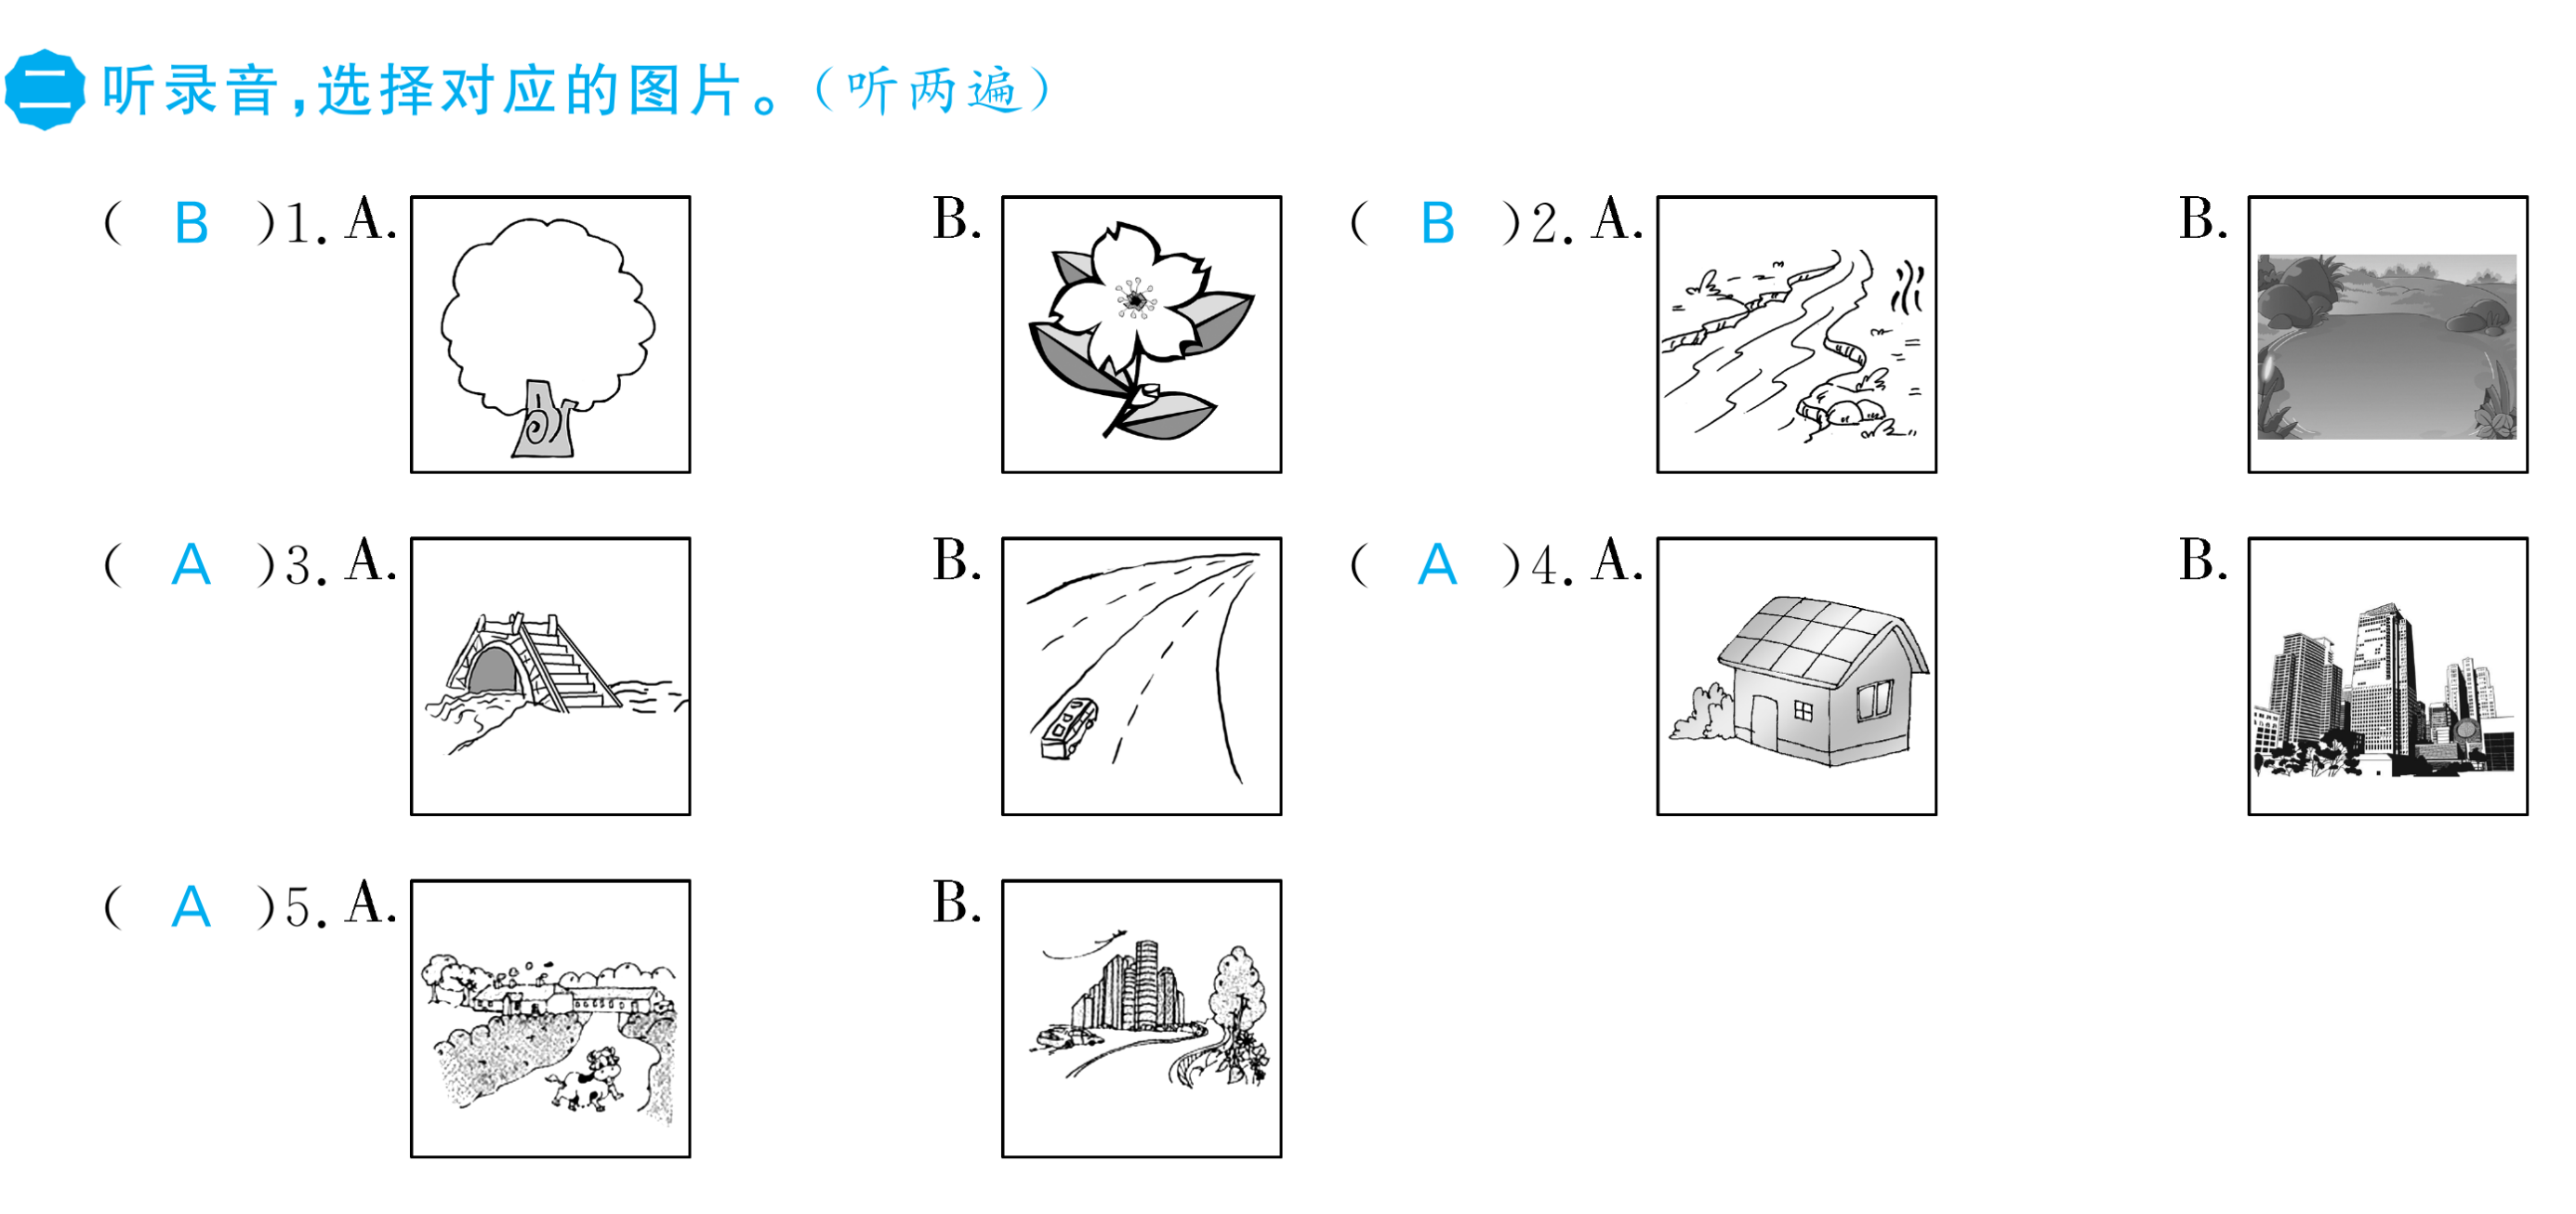 二 听录音,选择对应的图片。(听两遍)
( B )1. A. B. ( B )2. A. B.
( A )3. A. B. ( A )4. A. B.
( A )5. A. B.